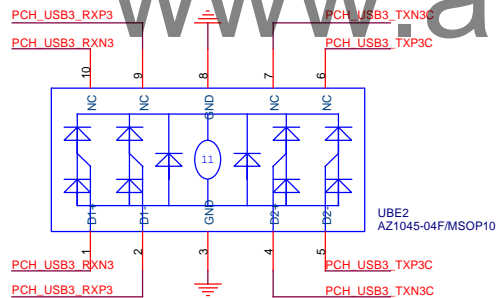 www.a
PCH_USB3_RXP3 PCH_USB3_TXN3C
PCH_USB3_RXN3 PCH_USB3_TXP3C
10 9 8 7 6
NC NC GND NC NC
11
D1+ D1- GND D2+ D2-
UBE2
AZ1045-04F/MSOP10
1 2 3 4 5
PCH_USB3_RXN3 PCH_USB3_TXP3C
PCH_USB3_RXP3 PCH_USB3_TXN3C